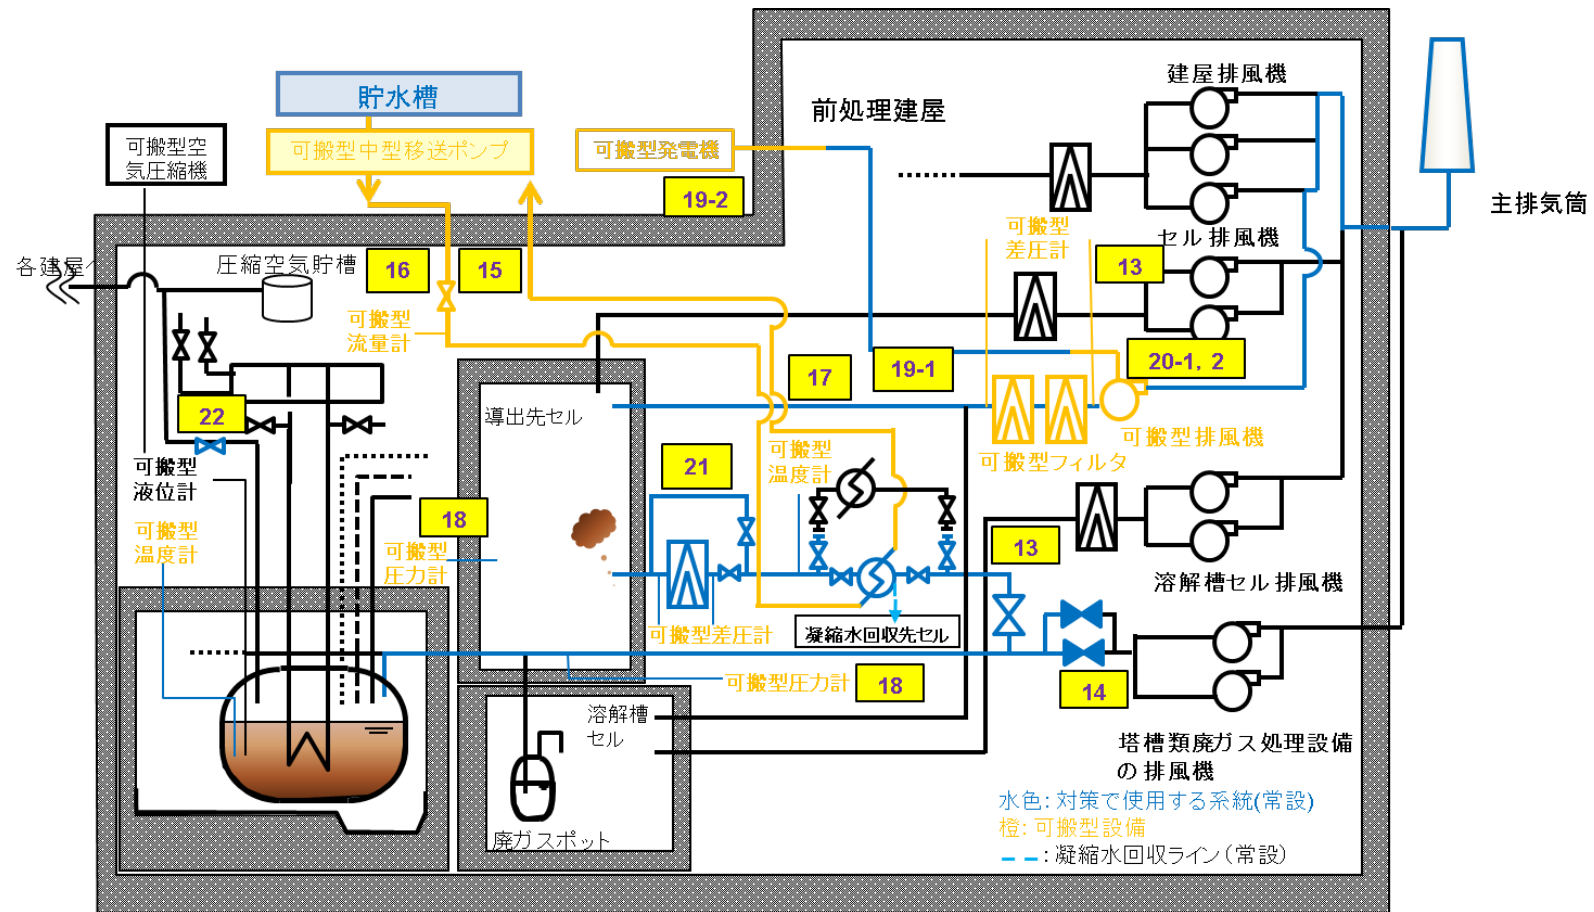 貯水槽
可搬型中型移送ポンプ
可搬型発電機
可搬型空
気圧縮機
19-2
前処理建屋
建屋排風機
主排気筒
可搬型
差圧計
セル排風機
13
各建屋へ
圧縮空気貯槽
16
15
可搬型
流量計
17
19-1
20-1, 2
22
導出先セル
可搬型排風機
可搬型フィルタ
可搬型
液位計
21
可搬型
温度計
18
可搬型
温度計
可搬型
圧力計
13
溶解槽セル排風機
可搬型差圧計
凝縮水回収先セル
可搬型圧力計
18
14
溶解槽
セル
塔槽類廃ガス処理設備
の排風機
廃ガスポット
水色:対策で使用する系統(常設)
橙:可搬型設備
:凝縮水回収ライン(常設)